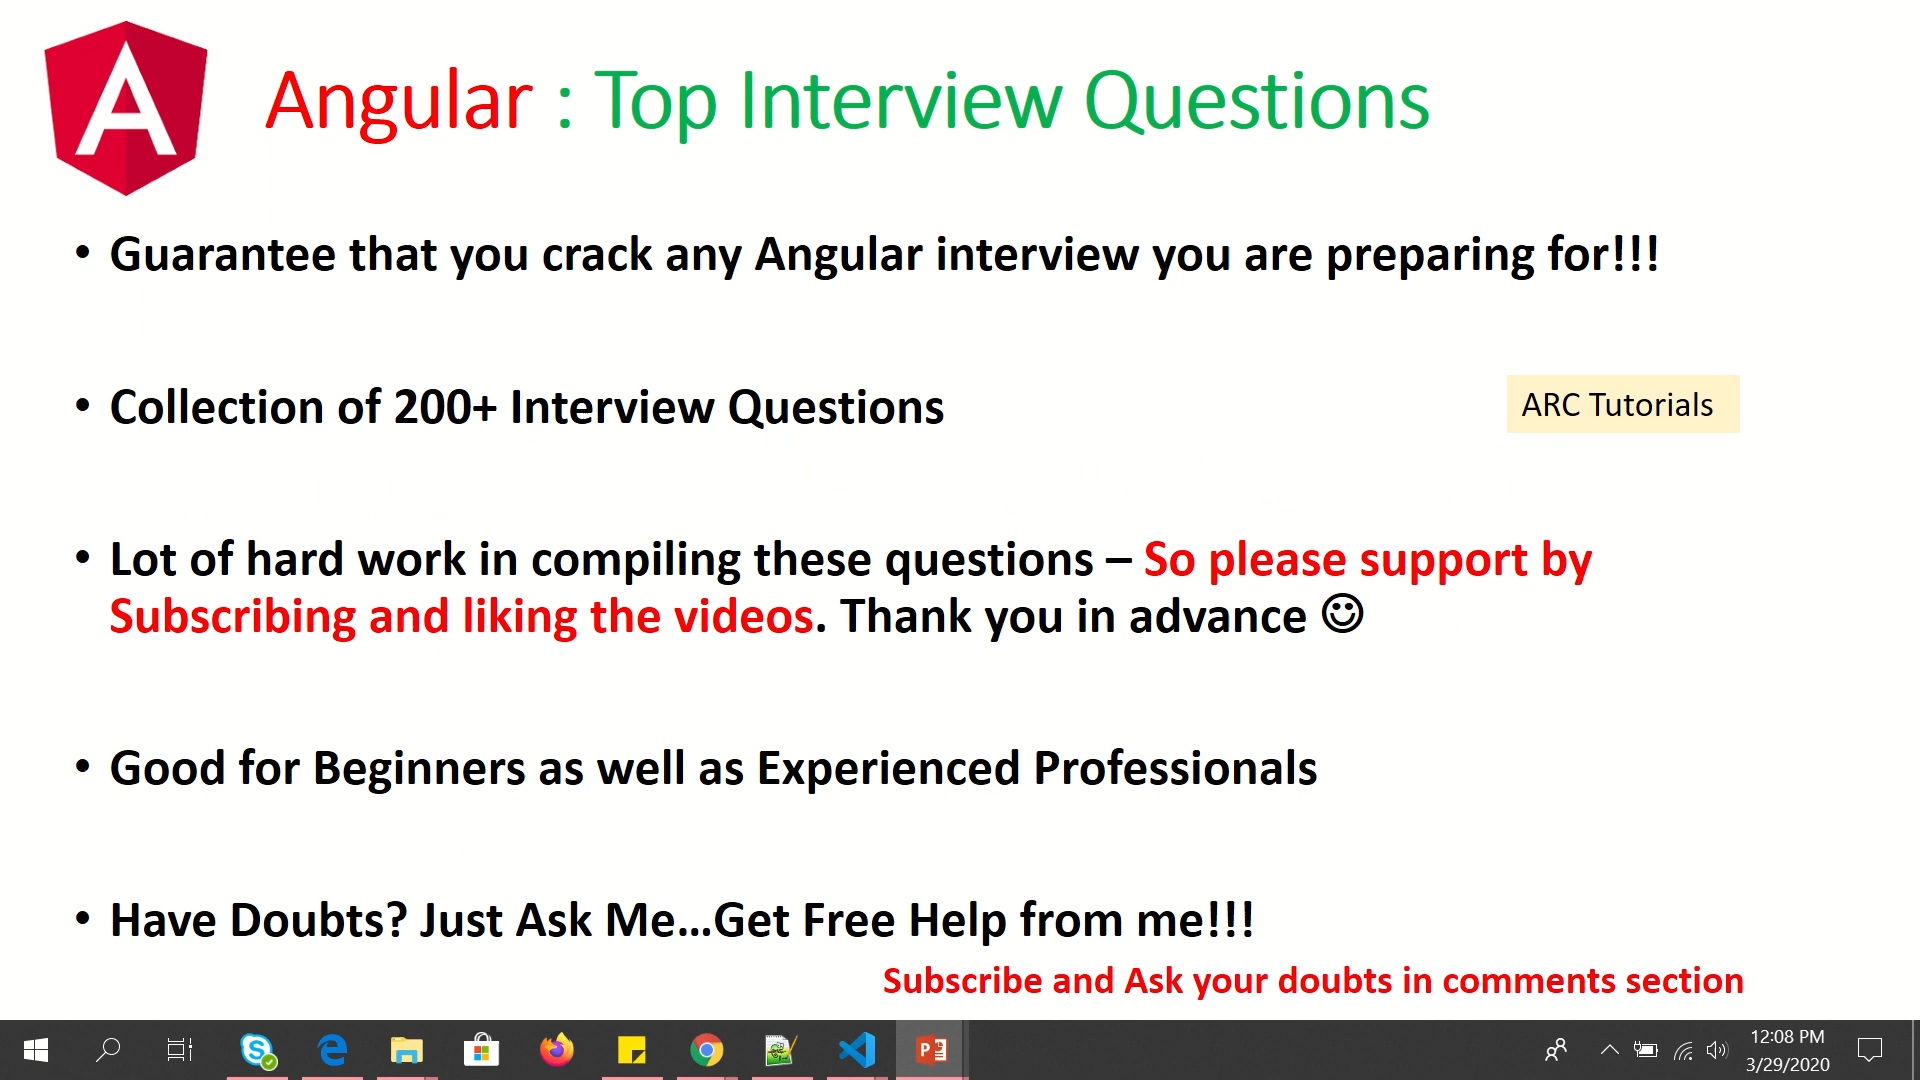 Angular : Top Interview Questions
• Guarantee that you crack any Angular interview you are preparing for!!!
• Collection of 200+ Interview Questions
ARC Tutorials
• Lot of hard work in compiling these questions – So please support by
Subscribing and liking the videos. Thank you in advance ☺
• Good for Beginners as well as Experienced Professionals
• Have Doubts? Just Ask Me...Get Free Help from me!!!
Subscribe and Ask your doubts in comments section
12:08 PM
3/29/2020